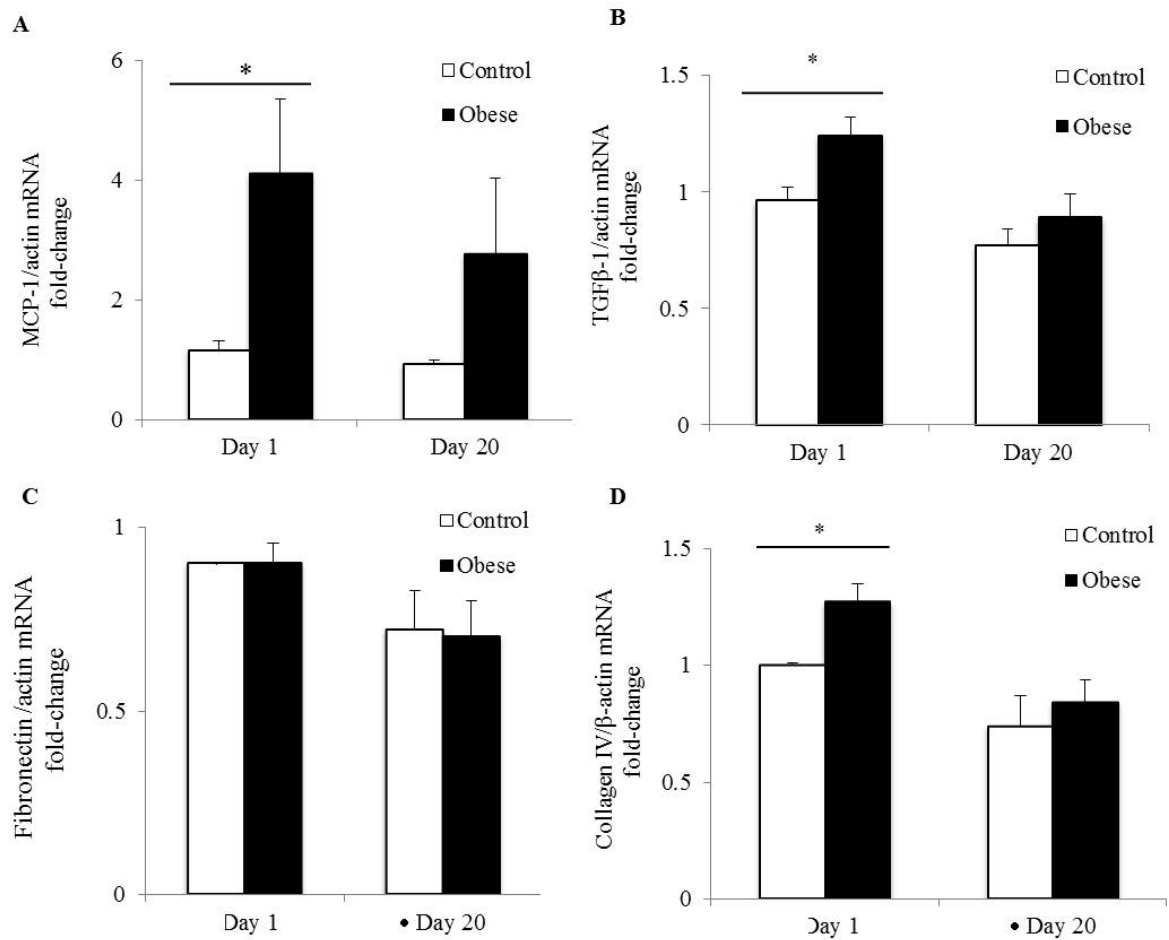 A
MCP-1/actin mRNA
fold-change
6
4
2
0
*
Control
Obese
Day 1
Day 20
B
TGFβ-1/actin mRNA
fold-change
1.5
1
0.5
0
*
Control
Obese
Day 1
Day 20
C
Fibronectin /actin mRNA
fold-change
1
0.5
0
Control
Obese
Day 1
• Day 20
D
Collagen IV/β-actin mRNA
fold-change
1.5
1
0.5
0
*
Control
Obese
Day 1
• Day 20